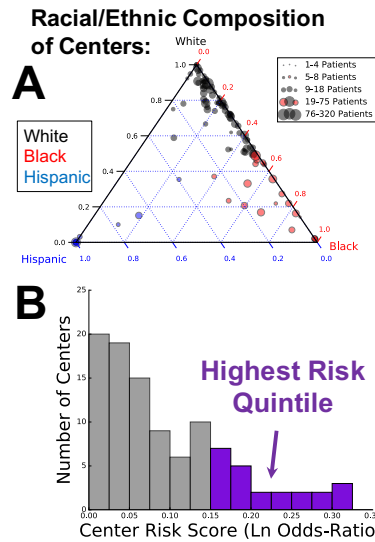 Racial/Ethnic Composition
of Centers:
A
White
0.0
1.0
0.2
0.8
0.4
0.6
0.6
0.4
0.8
0.2
1.0
0.0
Hispanic
Black
1.0
0.8
0.6
0.4
0.2
0.0
1–4 Patients
5–8 Patients
9–18 Patients
19–75 Patients
76–320 Patients
White
Black
Hispanic
B
Highest Risk
Quintile
Number of Centers
25
20
15
10
5
0
0.00
0.05
0.10
0.15
0.20
0.25
0.30
0.3
Center Risk Score (Ln Odds-Ratio